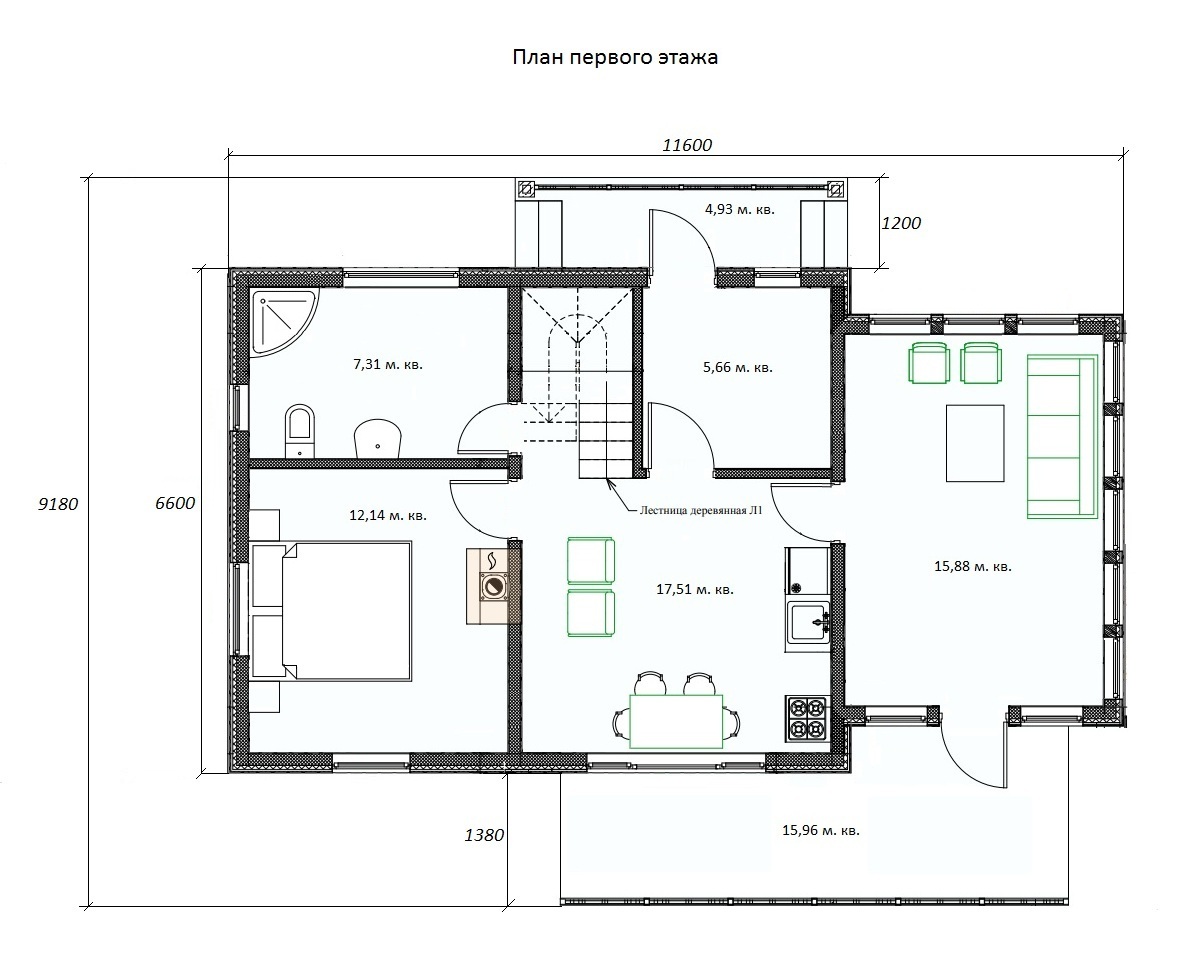 План первого этажа
11600
4,93 м. кв.
1200
7,31 м. кв.
5,66 м. кв.
9180
6600
12,14 м. кв.
Лестница деревянная Л1
15,88 м. кв.
17,51 м. кв.
1380
15,96 м. кв.